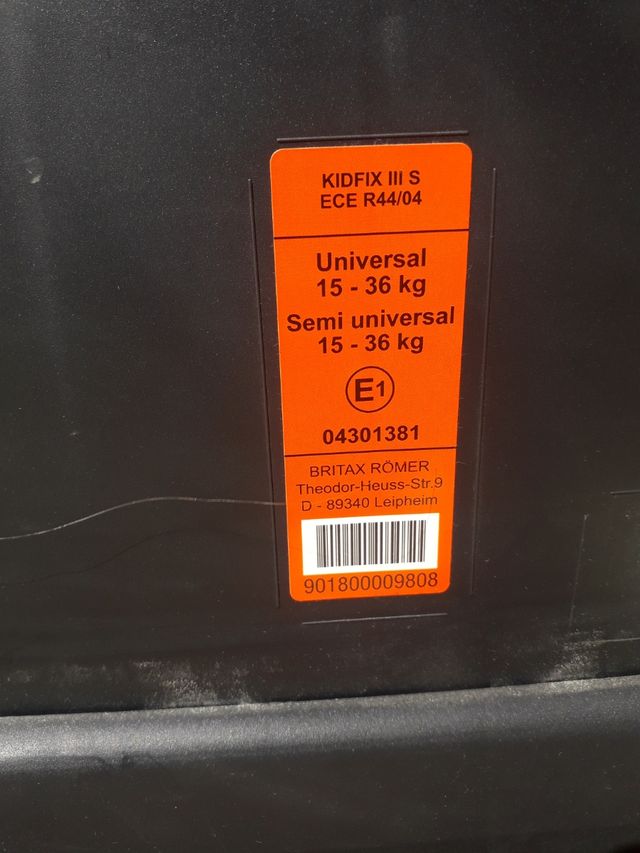 KIDFIX III S
ECE R44/04
Universal
15 - 36 kg
Semi universal
15 - 36 kg
E1
04301381
BRITAX RÖMER
Theodor-Heuss-Str.9
D - 89340 Leipheim
901800009808